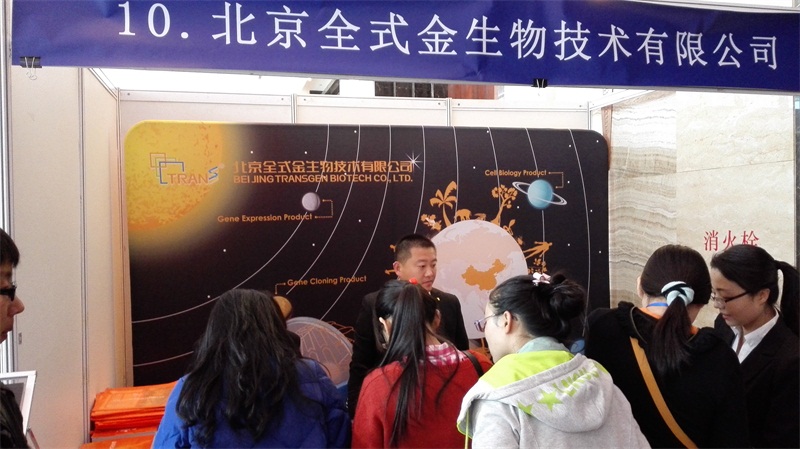 10. 北京全式金生物技术有限公司
TRANS
北京全式金生物技术有限公司
BEIJING TRANSGEN BIOTECH CO., LTD.
Cell Biology Product
Gene Expression Product
Gene Cloning Product
消火栓